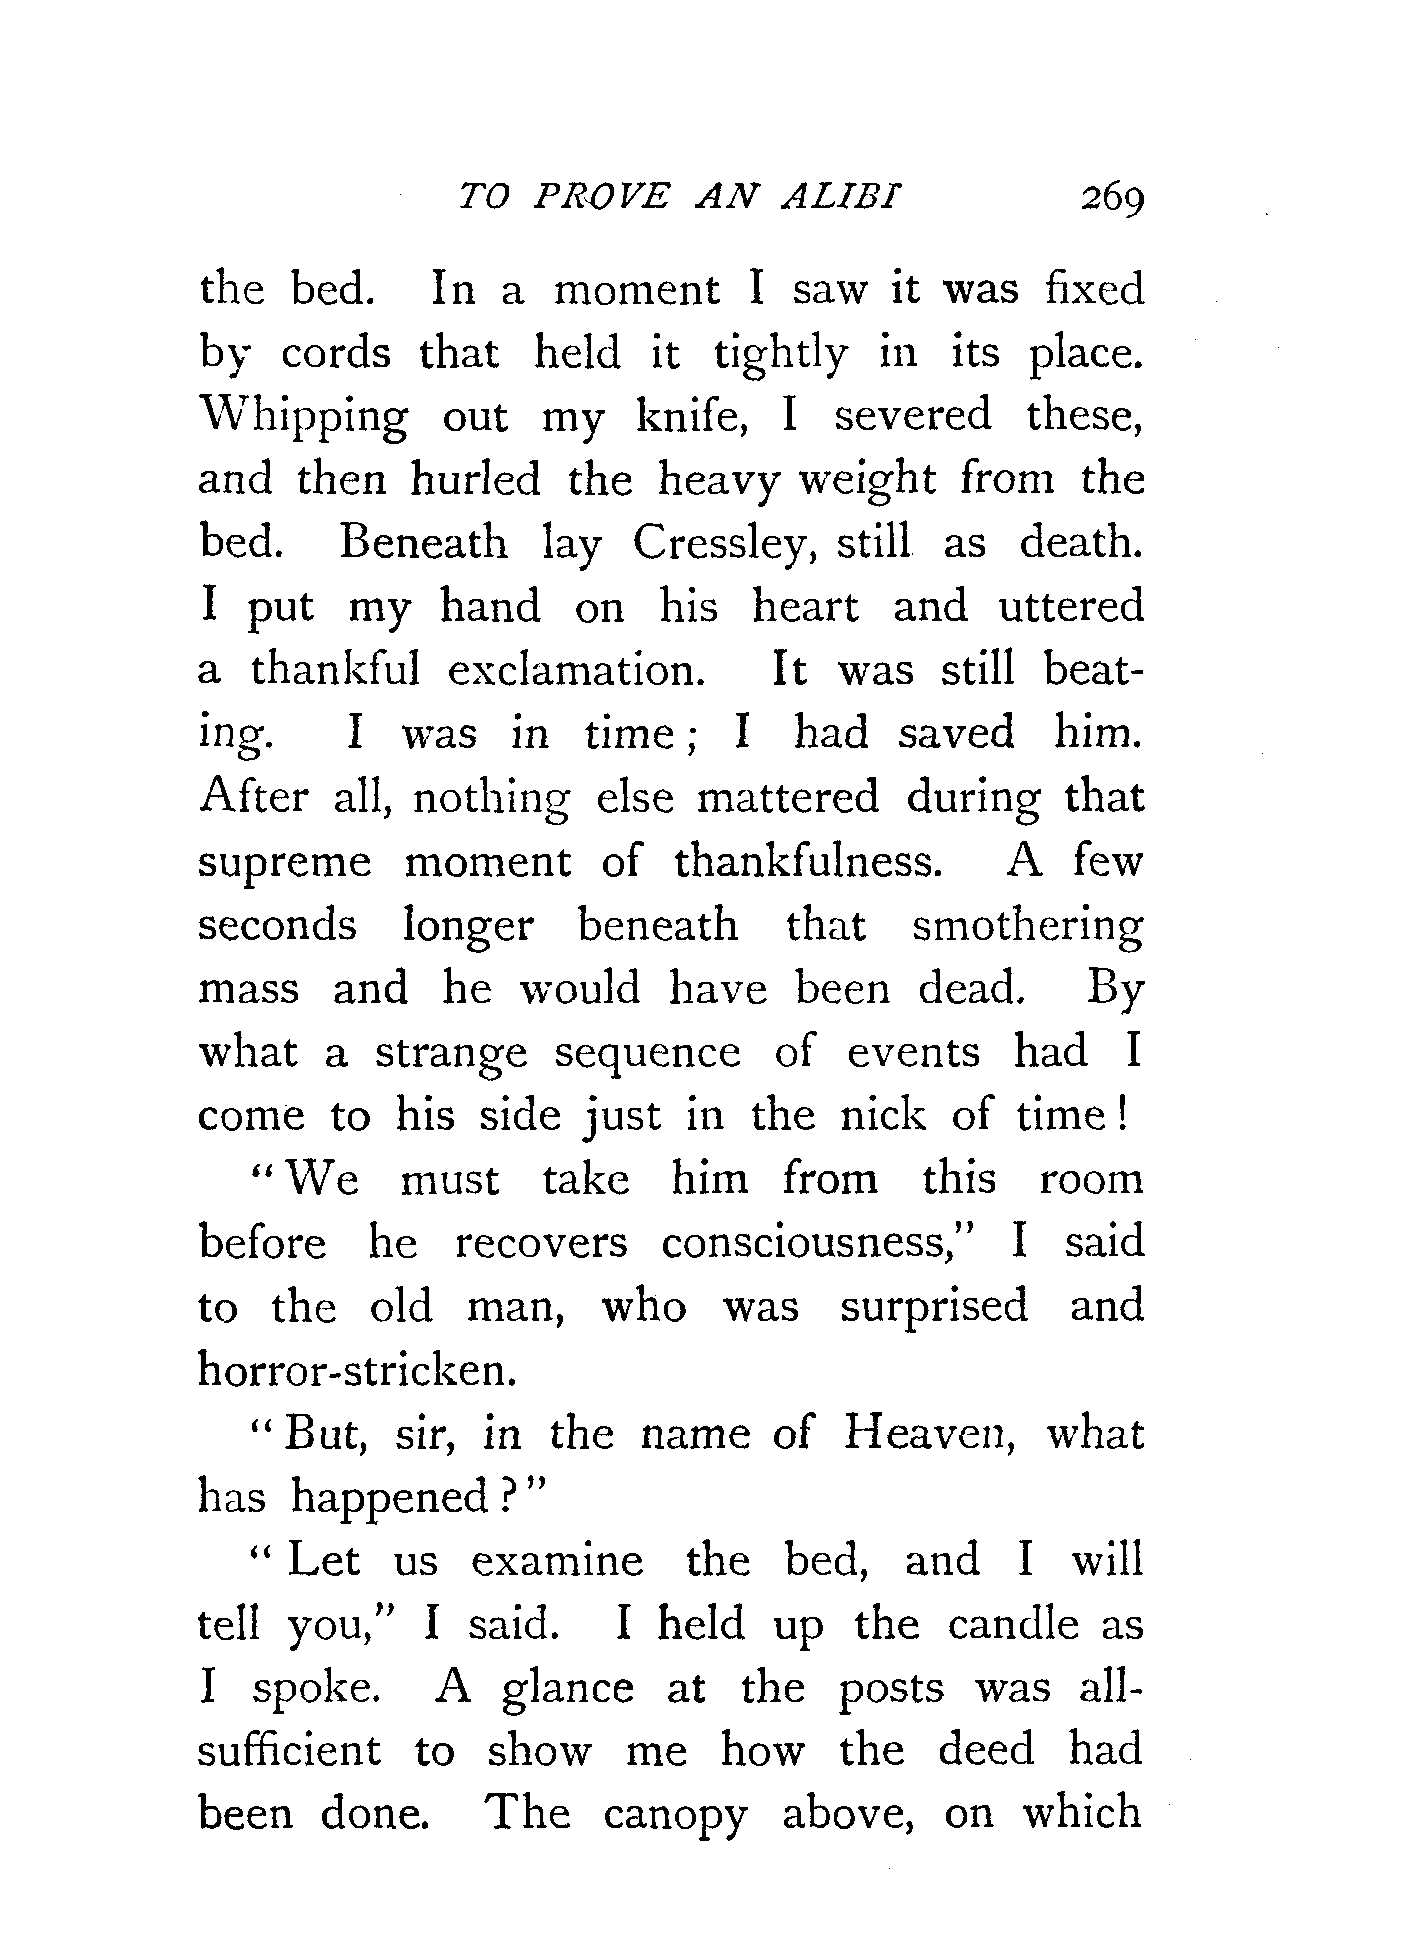 TO PROVE AN ALIBI 269
the bed. In a moment I saw it was fixed
by cords that held it tightly in its place.
Whipping out my knife, I severed these,
and then hurled the heavy weight from the
bed. Beneath lay Cressley, still as death.
I put my hand on his heart and uttered
a thankful exclamation. It was still beat-
ing. I was in time ; I had saved him.
After all, nothing else mattered during that
supreme moment of thankfulness. A few
seconds longer beneath that smothering
mass and he would have been dead. By
what a strange sequence of events had I
come to his side just in the nick of time !
“ We must take him from this room
before he recovers consciousness,” I said
to the old man, who was surprised and
horror-stricken.
“ But, sir, in the name of Heaven, what
has happened ? ”
“ Let us examine the bed, and I will
tell you,” I said. I held up the candle as
I spoke. A glance at the posts was all-
sufficient to show me how the deed had
been done. The canopy above, on which